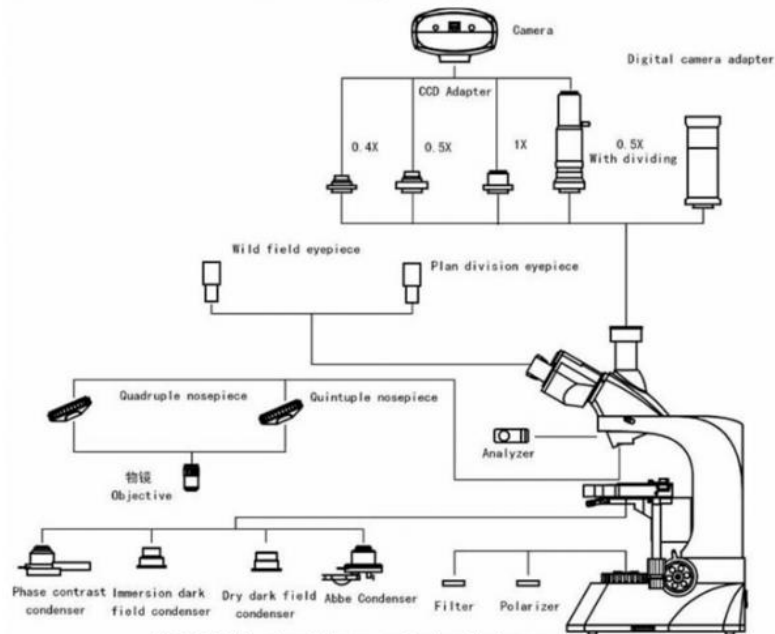 Camera
Digital camera adapter
CCD Adapter
0.4X
0.5X
1X
0.5X
With dividing
Wild field eyepiece
Plan division eyepiece
Quadruple nosepiece
Quintuple nosepiece
Analyzer
物镜
Objective
Phase contrast
condenser
Immersion dark
field condenser
Dry dark field
condenser
Abbe Condenser
Filter
Polarizer